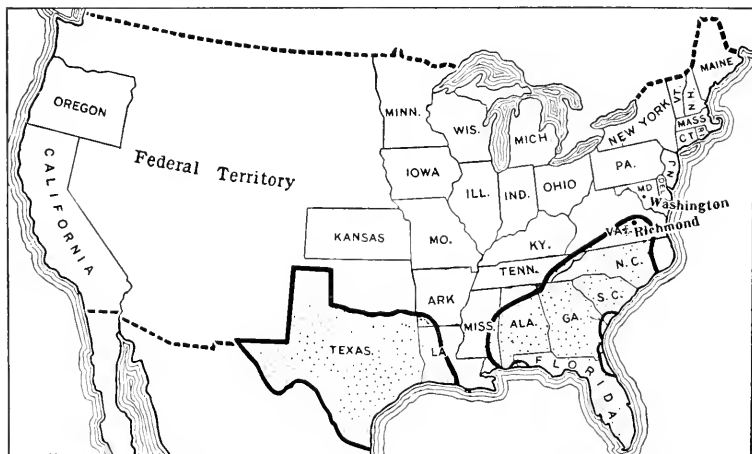 OREGON
CALIFORNIA
Federal Territory
MINN.
WIS.
MICH
IOWA
ILL.
IND.
OHIO
KANSAS
MO.
KY.
TENN.
ARK
MISS.
ALA.
GA.
TEXAS.
LA
FLORIDA.
S.C.
N.C.
VA.
Richmond
Washington
MD
DEL
N.J
PA.
NEW YORK
VT.
N H
MASS
CT.
R.I
MAINE